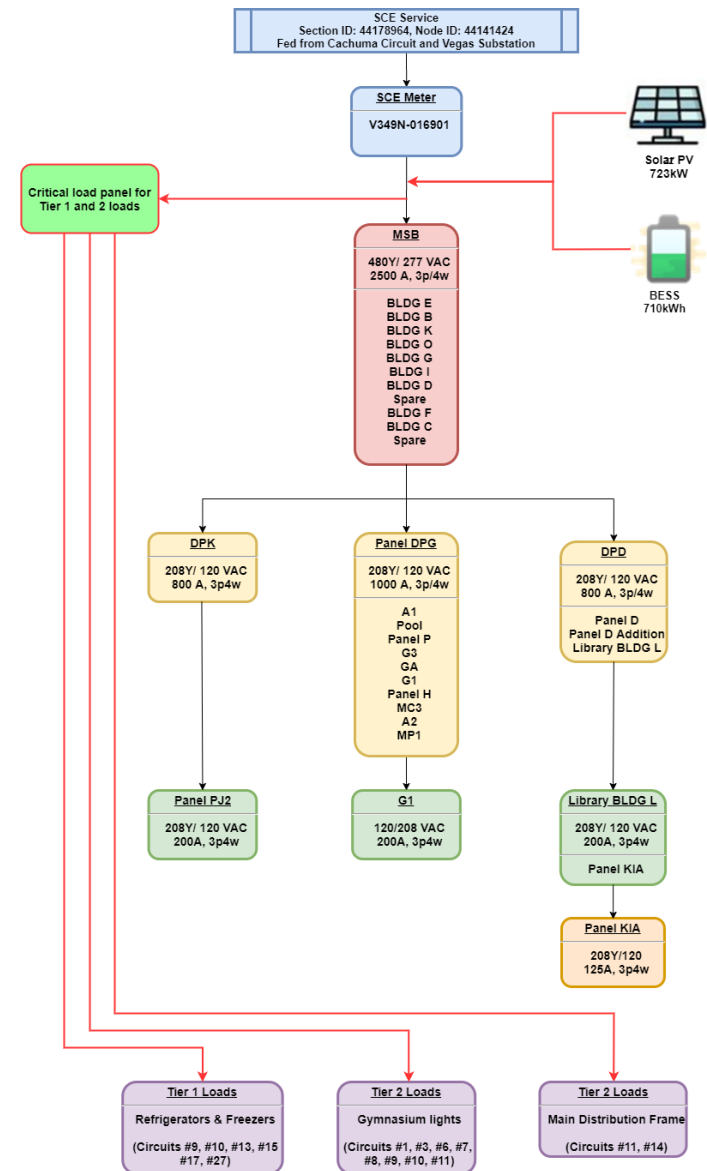 SCE Service
Section ID: 44178964, Node ID: 44141424
Fed from Cachuma Circuit and Vegas Substation
SCE Meter
V349N-016901
Solar PV
723kW
Critical load panel for
Tier 1 and 2 loads
BESS
710kWh
MSB
480Y/ 277 VAC
2500 A, 3p/4w
BLDG E
BLDG B
BLDG K
BLDG O
BLDG G
BLDG I
BLDG D
Spare
BLDG F
BLDG C
Spare
DPK
208Y/ 120 VAC
800 A, 3p4w
Panel DPG
208Y/ 120 VAC
1000 A, 3p/4w
A1
Pool
Panel P
G3
GA
G1
Panel H
MC3
A2
MP1
DPD
208Y/ 120 VAC
800 A, 3p/4w
Panel D
Panel D Addition
Library BLDG L
Panel PJ2
208Y/ 120 VAC
200A, 3p4w
G1
120/208 VAC
200A, 3p4w
Library BLDG L
208Y/ 120 VAC
200A, 3p4w
Panel KIA
Panel KIA
208Y/120
125A, 3p4w
Tier 1 Loads
Refrigerators & Freezers
(Circuits #9, #10, #13, #15
#17, #27)
Tier 2 Loads
Gymnasium lights
(Circuits #1, #3, #6, #7,
#8, #9, #10, #11)
Tier 2 Loads
Main Distribution Frame
(Circuits #11, #14)